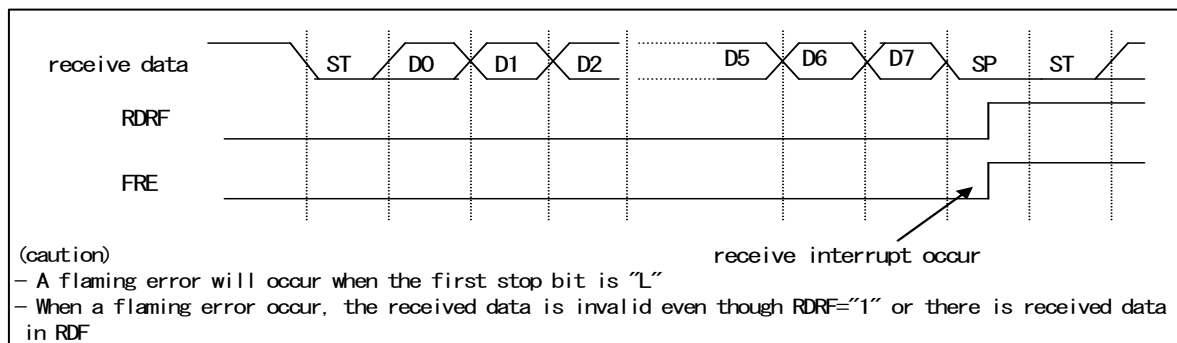 receive data ST D0 D1 D2 D5 D6 D7 SP ST
RDRF
FRE
receive interrupt occur
(caution)
- A flaming error will occur when the first stop bit is "L"
- When a flaming error occur, the received data is invalid even though RDRF="1" or there is received data
in RDF